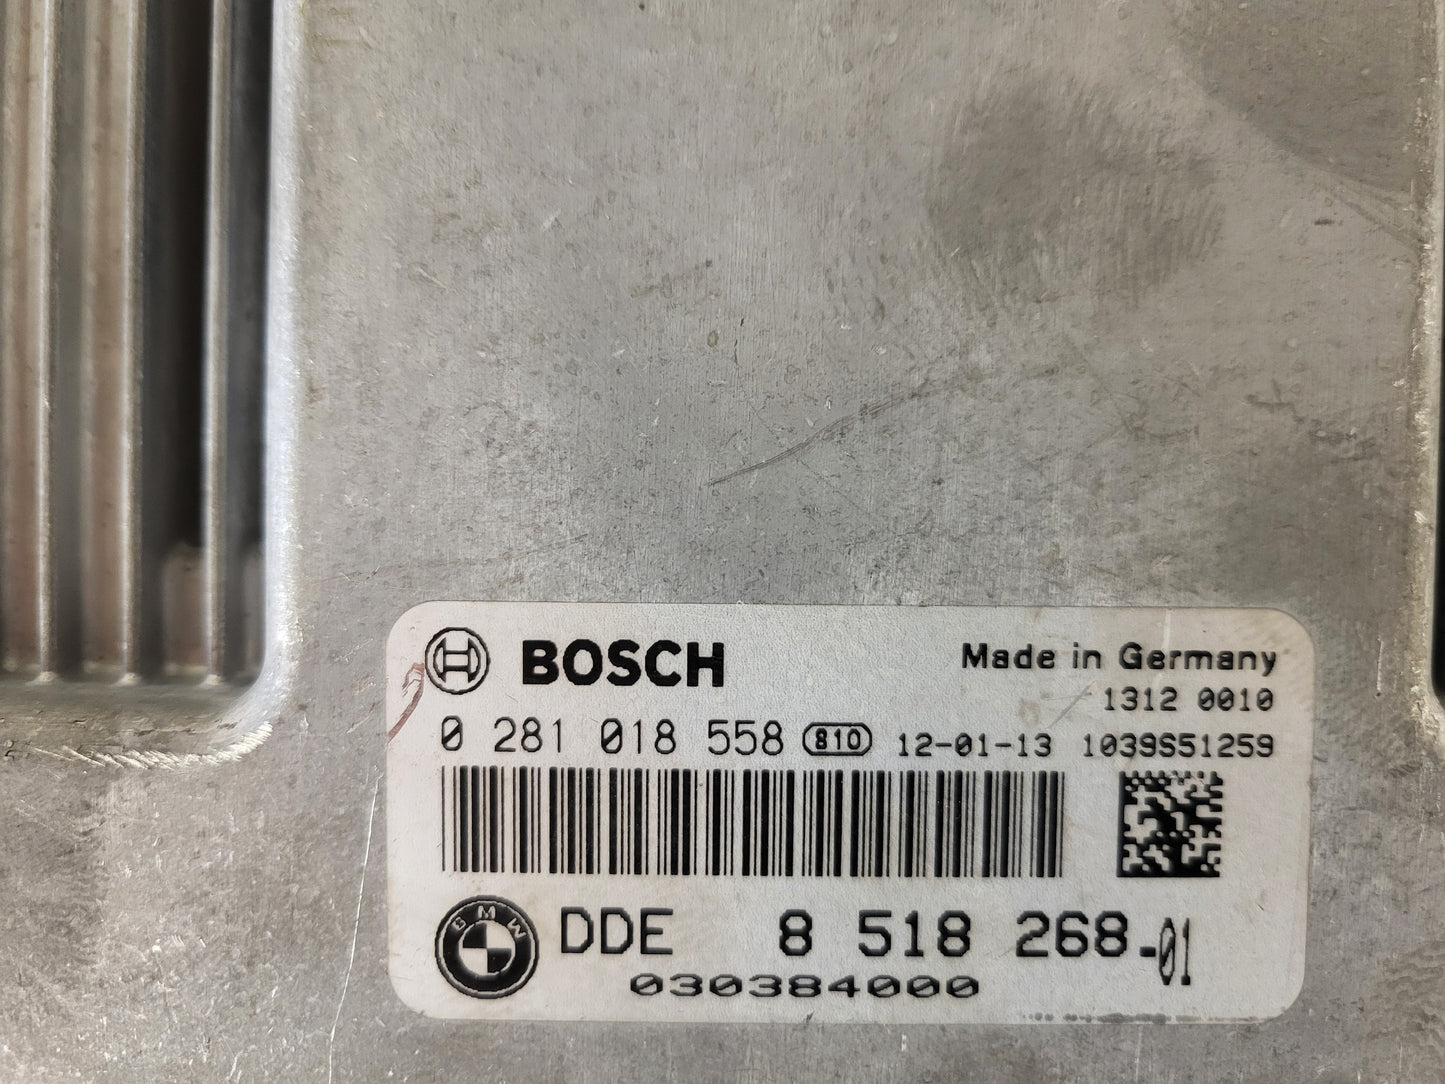 BOSCH
Made in Germany
1312 0010
0 281 018 558 810 12-01-13 1039S51259
BMW
DDE 8 518 268-01
030384000